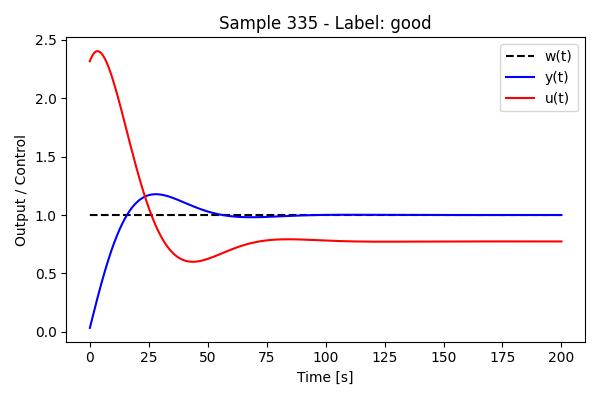 Sample 335 - Label: good
2.5
2.0
1.5
1.0
0.5
0.0
Output / Control
w(t)
y(t)
u(t)
0 25 50 75 100 125 150 175 200
Time [s]